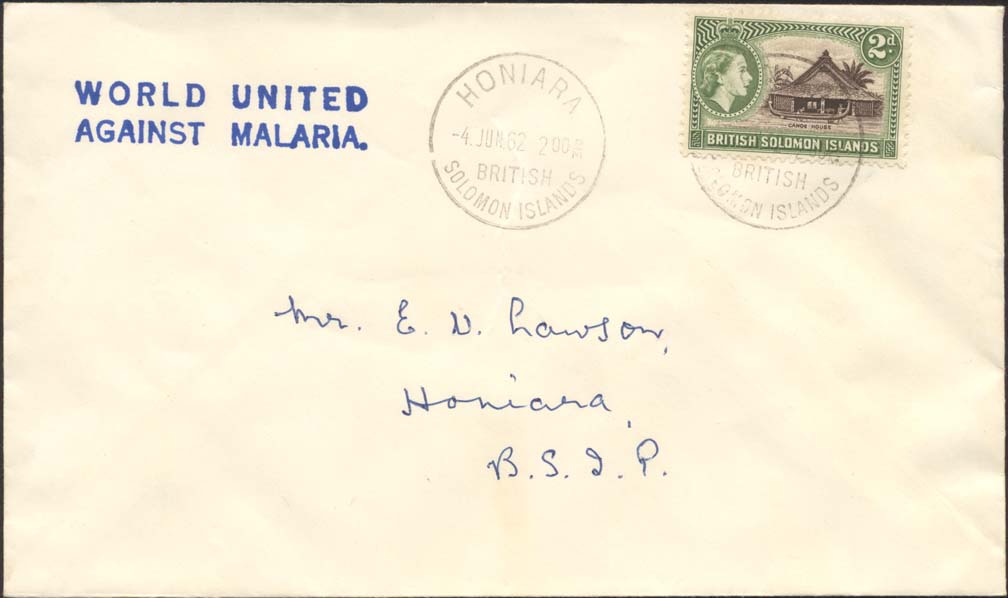 WORLD UNITED
AGAINST MALARIA.
HONIARA
-4.JUN.62 2 00
BRITISH
SOLOMON ISLANDS
2d.
CANOE HOUSE
BRITISH SOLOMON ISLANDS
BRITISH
SOLOMON ISLANDS
Mr. E. N. Lawson,
Honiara,
B.S.I.P.